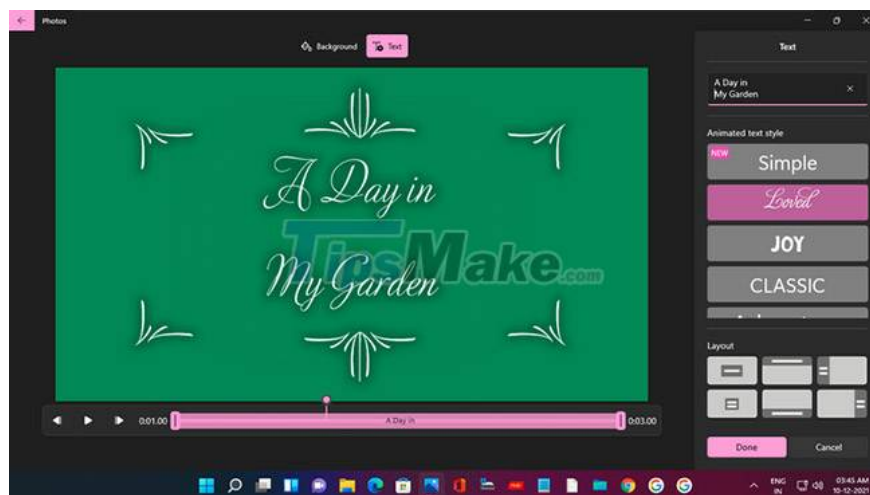 Photos
Background Text
Text
A Day in
My Garden
Animated text style
NEW
Simple
Loved
JOY
CLASSIC
Layout
Done Cancel
A Day in
My Garden
TipsMake.com
0:01.00 A Day in 0:03.00
ENG
IN
03:45 AM
10-12-2021